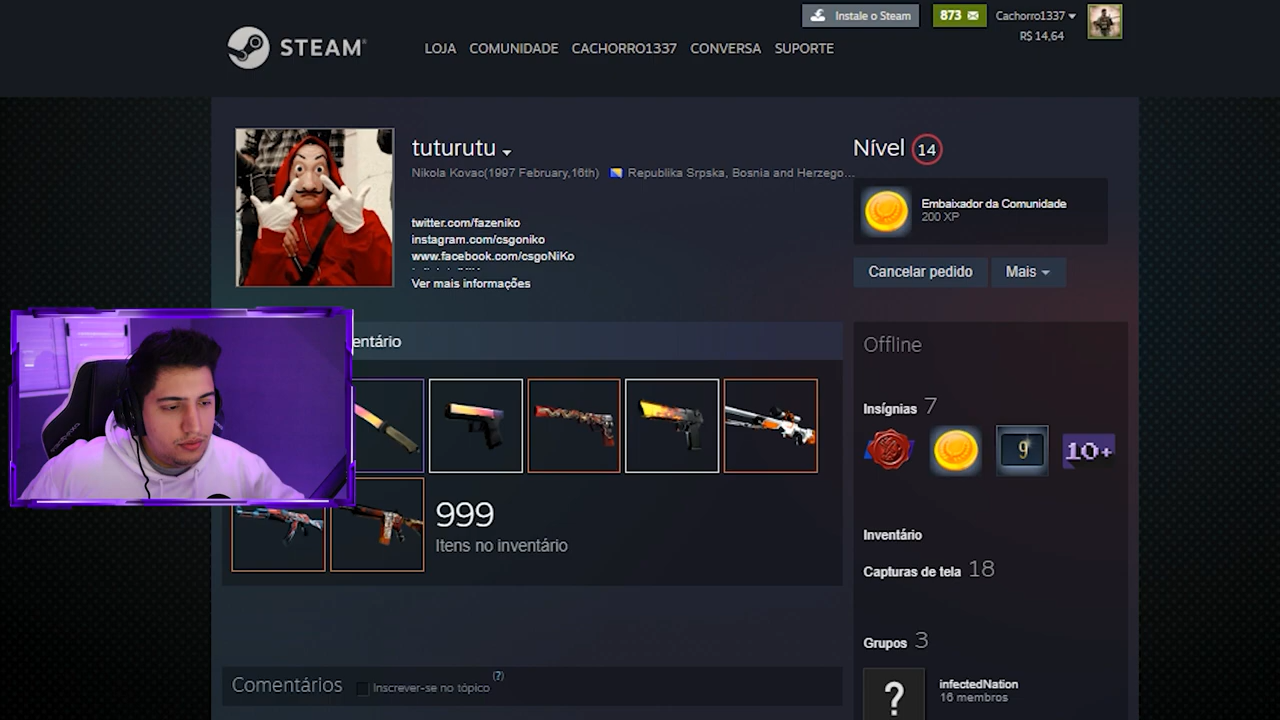 Instale o Steam
873
Cachorro1337
R$ 14,64
STEAM
LOJA COMUNIDADE CACHORRO1337 CONVERSA SUPORTE
tuturutu
Nikola Kovac(1997 February,16th) Republika Srpska, Bosnia and Herzego...
twitter.com/fazeniko
instagram.com/csgoniko
www.facebook.com/csgoNiKo
Ver mais informações
Nível 14
Embaixador da Comunidade
200 XP
Cancelar pedido
Mais
entário
999
Itens no inventário
Offline
Insígnias 7
9
10+
Inventário
Capturas de tela 18
Grupos 3
?
infectedNation
16 membros
Comentários
Inscrever-se no tópico
(?)